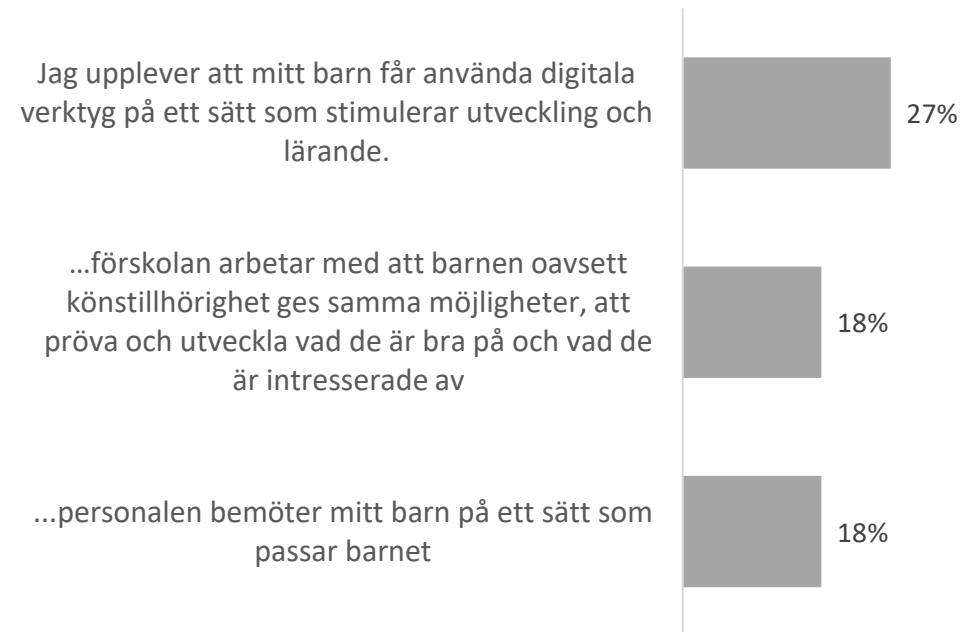 Jag upplever att mitt barn får använda digitala
verktyg på ett sätt som stimulerar utveckling och
lärande.
27%
...förskolan arbetar med att barnen oavsett
könstillhörighet ges samma möjligheter, att
pröva och utveckla vad de är bra på och vad de
är intresserade av
18%
...personalen bemöter mitt barn på ett sätt som
passar barnet
18%